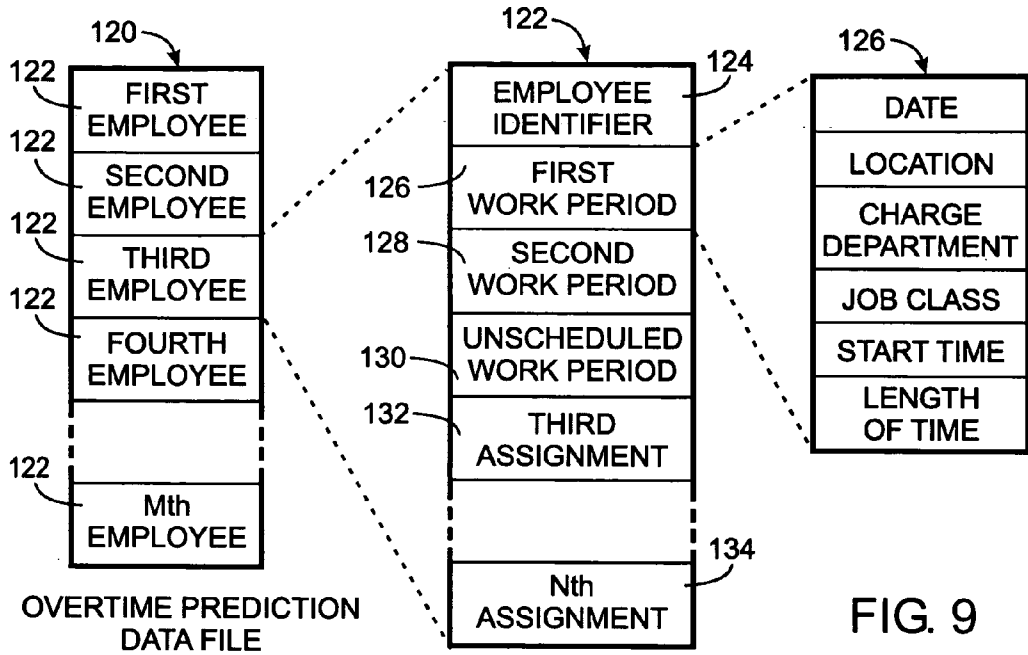 120
122
FIRST
EMPLOYEE
122
SECOND
EMPLOYEE
122
THIRD
EMPLOYEE
122
FOURTH
EMPLOYEE
122
Mth
EMPLOYEE
OVERTIME PREDICTION
DATA FILE
122
124
EMPLOYEE
IDENTIFIER
126
FIRST
WORK PERIOD
128
SECOND
WORK PERIOD
130
UNSCHEDULED
WORK PERIOD
132
THIRD
ASSIGNMENT
134
Nth
ASSIGNMENT
126
DATE
LOCATION
CHARGE
DEPARTMENT
JOB CLASS
START TIME
LENGTH
OF TIME
FIG. 9